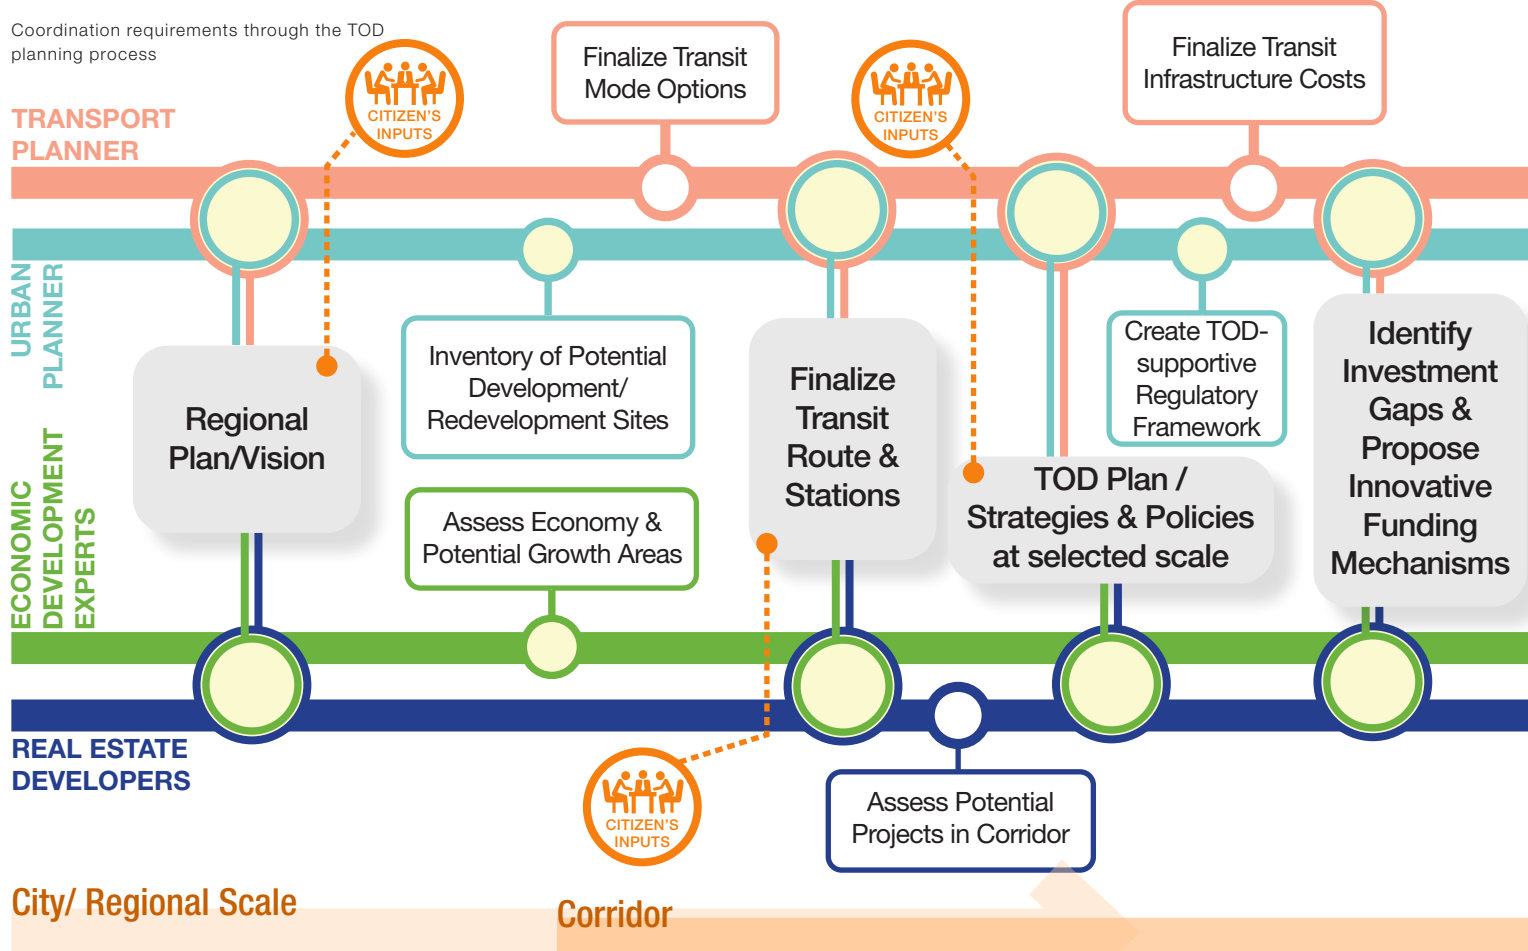 Coordination requirements through the TOD
planning process
CITIZEN'S
INPUTS
Finalize Transit
Mode Options
CITIZEN'S
INPUTS
Finalize Transit
Infrastructure Costs
TRANSPORT
PLANNER
URBAN
PLANNER
Regional
Plan/Vision
Inventory of Potential
Development/
Redevelopment Sites
Finalize
Transit
Route &
Stations
Create TOD-
supportive
Regulatory
Framework
Identify
Investment
Gaps &
Propose
Innovative
Funding
Mechanisms
TOD Plan /
Strategies & Policies
at selected scale
ECONOMIC
DEVELOPMENT
EXPERTS
Assess Economy &
Potential Growth Areas
REAL ESTATE
DEVELOPERS
CITIZEN'S
INPUTS
Assess Potential
Projects in Corridor
City/ Regional Scale
Corridor